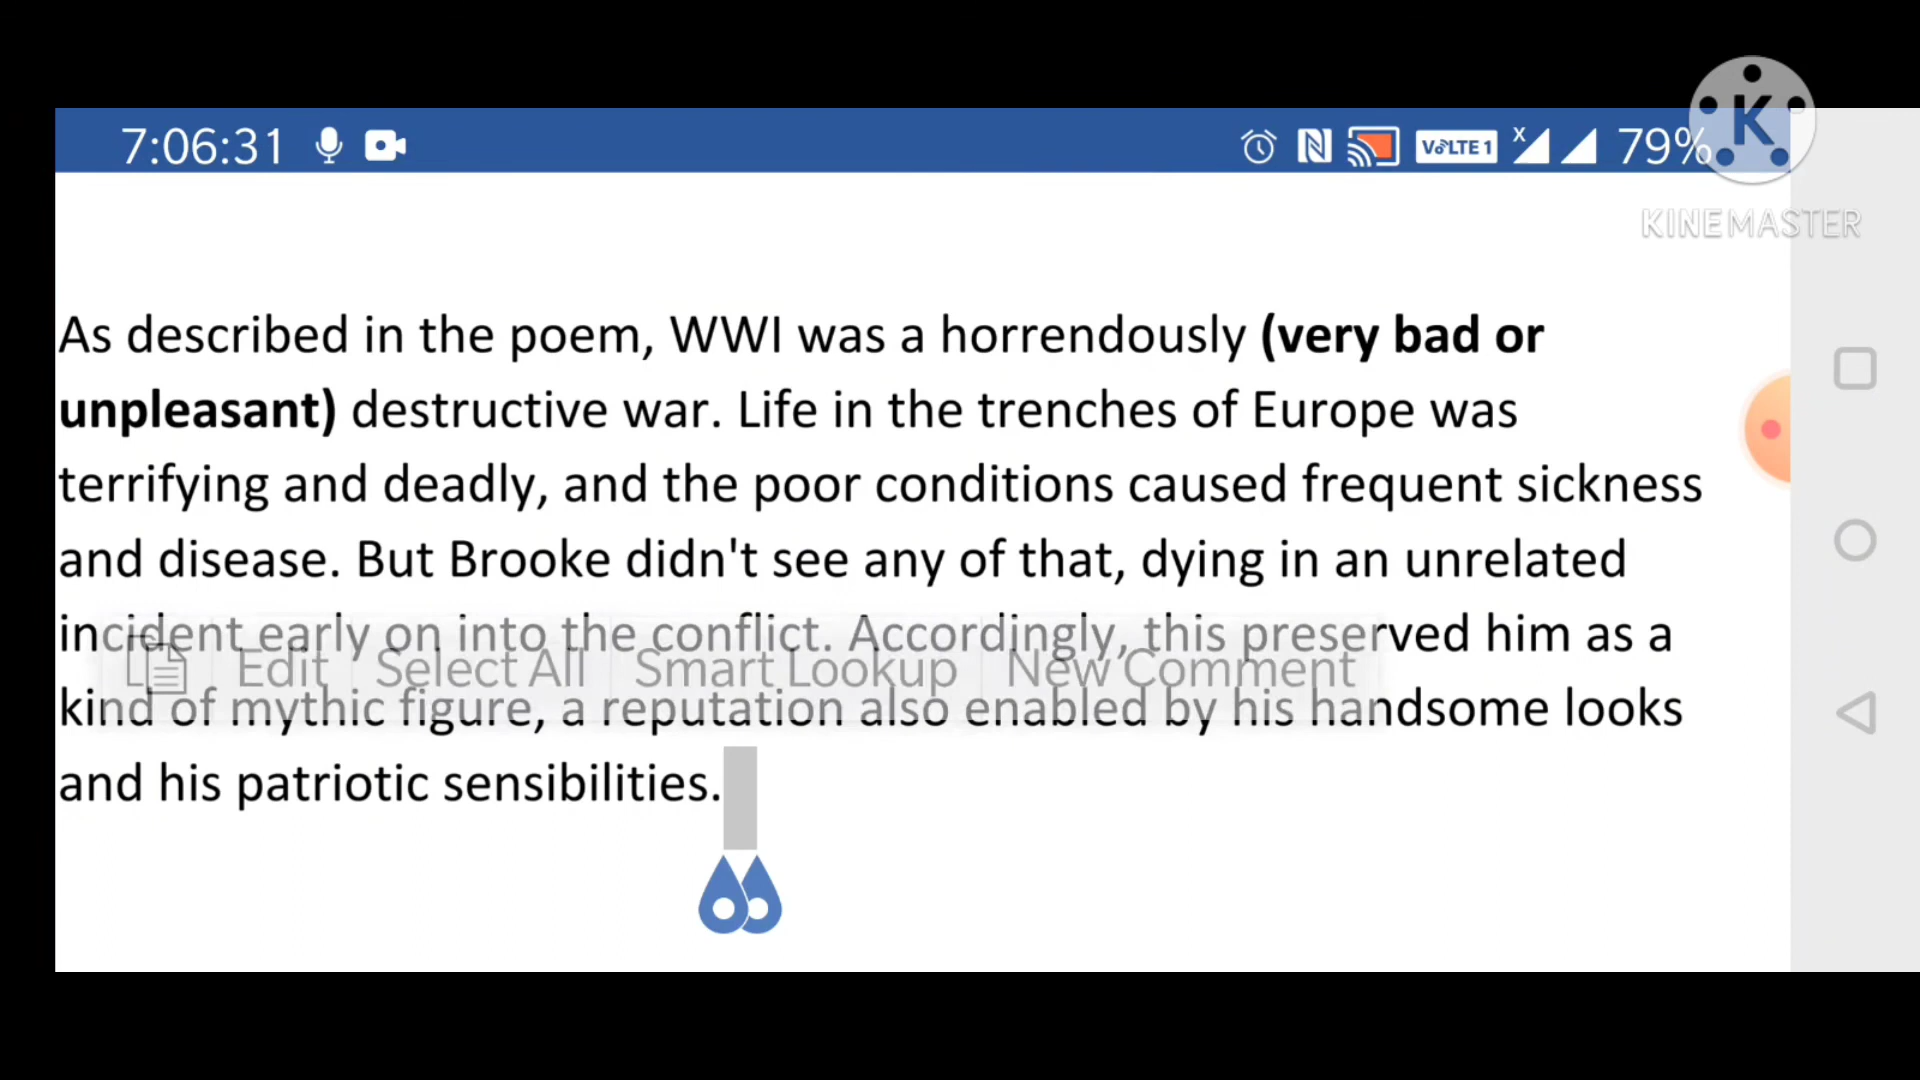 7:06:31 VoLTE 1 x 79%
K
KINEMASTER
As described in the poem, WWI was a horrendously (very bad or
unpleasant) destructive war. Life in the trenches of Europe was
terrifying and deadly, and the poor conditions caused frequent sickness
and disease. But Brooke didn't see any of that, dying in an unrelated
incident early on into the conflict. Accordingly, this preserved him as a
Edit Select All Smart Lookup New Comment
kind of mythic figure, a reputation also enabled by his handsome looks
and his patriotic sensibilities.